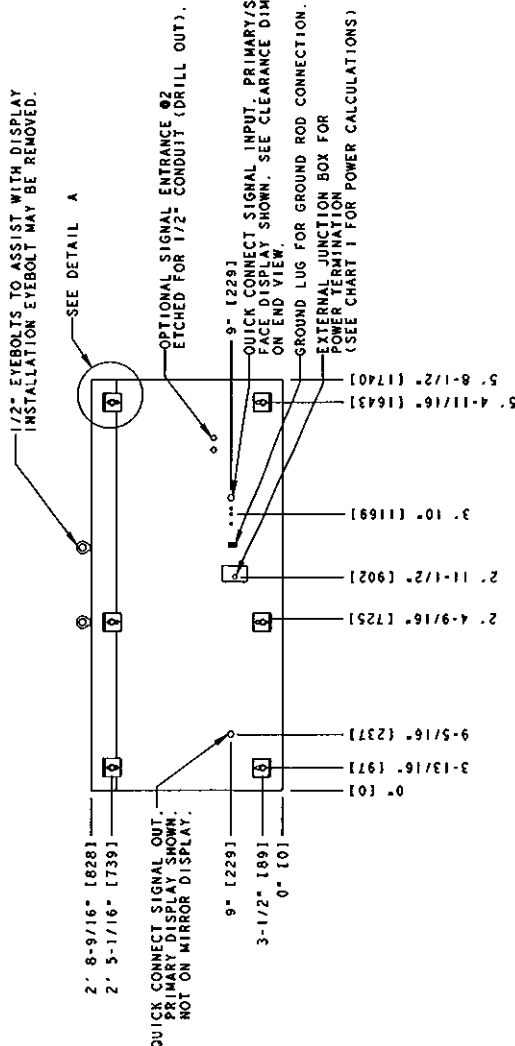 1/2" EYEBOLTS TO ASSIST WITH DISPLAY
INSTALLATION EYEBOLT MAY BE REMOVED.
SEE DETAIL A
OPTIONAL SIGNAL ENTRANCE @2
ETCHED FOR 1/2" CONDUIT (DRILL OUT).
9" [229]
QUICK CONNECT SIGNAL INPUT, PRIMARY/S
FACE DISPLAY SHOWN, SEE CLEARANCE DIM
ON END VIEW.
GROUND LUG FOR GROUND ROD CONNECTION.
EXTERNAL JUNCTION BOX FOR
POWER TERMINATION
(SEE CHART 1 FOR POWER CALCULATIONS)
5' 8-1/2" [1740]
5' 4-11/16" [1643]
3' 10" [1169]
2' 11-1/2" [902]
2' 4-9/16" [725]
9-5/16" [237]
3-13/16" [97]
0" [0]
2' 8-9/16" [828]
2' 5-1/16" [739]
QUICK CONNECT SIGNAL OUT.
PRIMARY DISPLAY SHOWN.
NOT ON MIRROR DISPLAY.
9" [229]
3-1/2" [89]
0" [0]